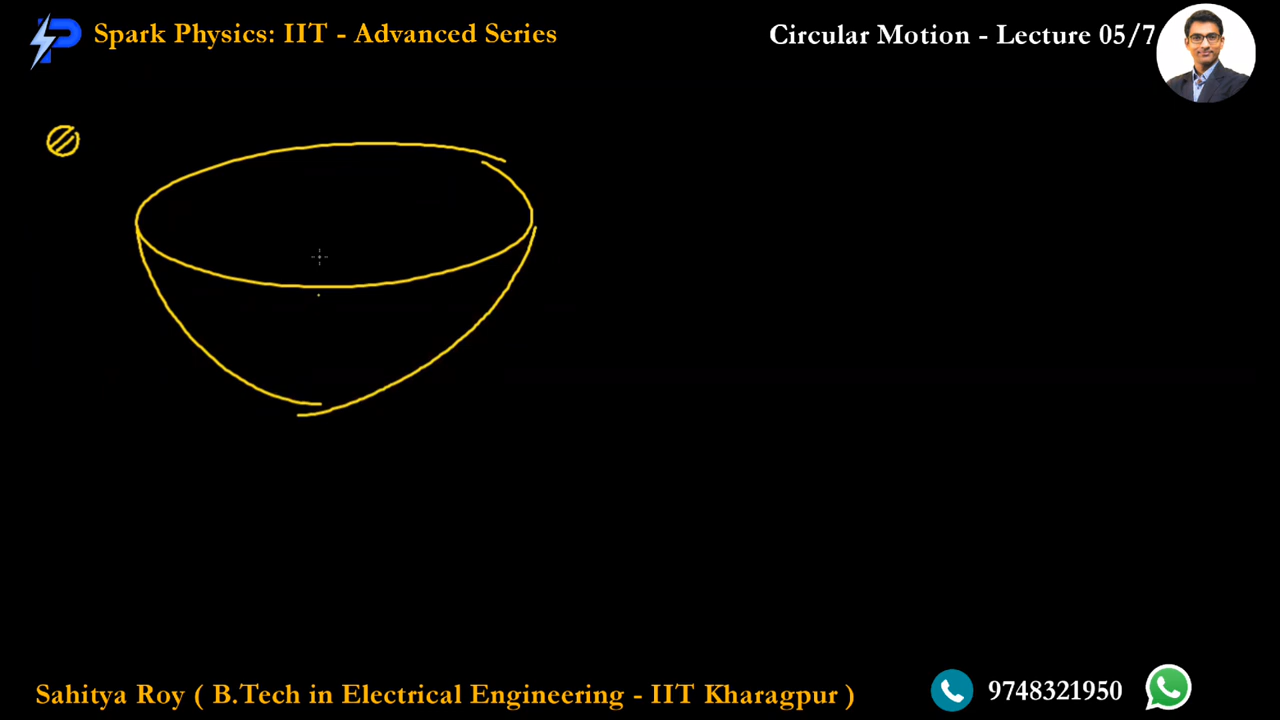 Spark Physics: IIT - Advanced Series
Circular Motion - Lecture 05/7
Sahitya Roy ( B.Tech in Electrical Engineering - IIT Kharagpur )
9748321950